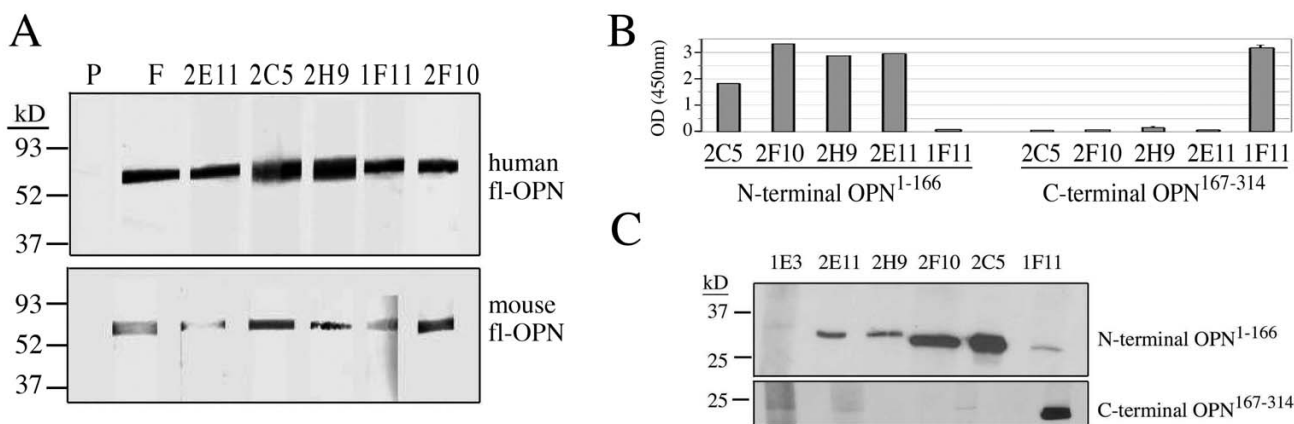 A
P F 2E11 2C5 2H9 1F11 2F10
kD
93
52
37
human
fl-OPN
93
52
37
mouse
fl-OPN
B
OD (450nm)
3
2
1
0
2C5 2F10 2H9 2E11 1F11
2C5 2F10 2H9 2E11 1F11
N-terminal OPN1-166
C-terminal OPN167-314
C
1E3 2E11 2H9 2F10 2C5 1F11
kD
37
25
N-terminal OPN1-166
25
C-terminal OPN167-314